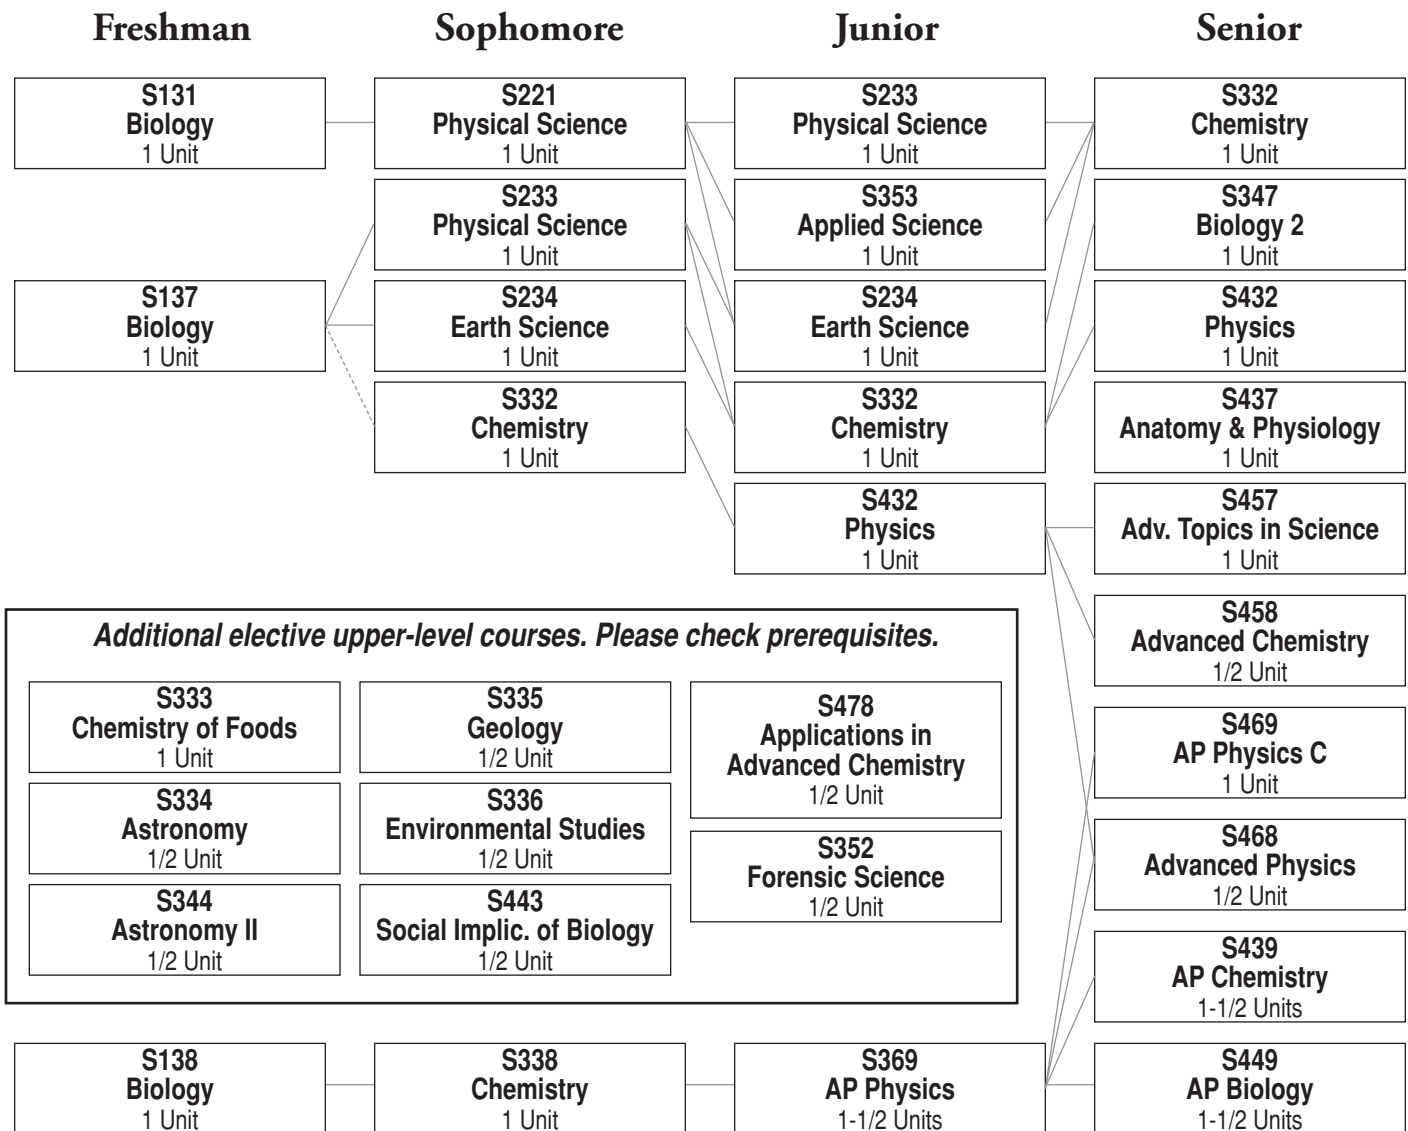 Freshman
Sophomore
Junior
Senior
S131
Biology
1 Unit
S221
Physical Science
1 Unit
S233
Physical Science
1 Unit
S332
Chemistry
1 Unit
S233
Physical Science
1 Unit
S353
Applied Science
1 Unit
S347
Biology 2
1 Unit
S137
Biology
1 Unit
S234
Earth Science
1 Unit
S234
Earth Science
1 Unit
S432
Physics
1 Unit
S332
Chemistry
1 Unit
S332
Chemistry
1 Unit
S437
Anatomy & Physiology
1 Unit
S432
Physics
1 Unit
S457
Adv. Topics in Science
1 Unit
S458
Advanced Chemistry
1/2 Unit
S469
AP Physics C
1 Unit
S468
Advanced Physics
1/2 Unit
S439
AP Chemistry
1-1/2 Units
Additional elective upper-level courses. Please check prerequisites.
S333
Chemistry of Foods
1 Unit
S335
Geology
1/2 Unit
S478
Applications in
Advanced Chemistry
1/2 Unit
S334
Astronomy
1/2 Unit
S336
Environmental Studies
1/2 Unit
S352
Forensic Science
1/2 Unit
S344
Astronomy II
1/2 Unit
S443
Social Implic. of Biology
1/2 Unit
S138
Biology
1 Unit
S338
Chemistry
1 Unit
S369
AP Physics
1-1/2 Units
S449
AP Biology
1-1/2 Units